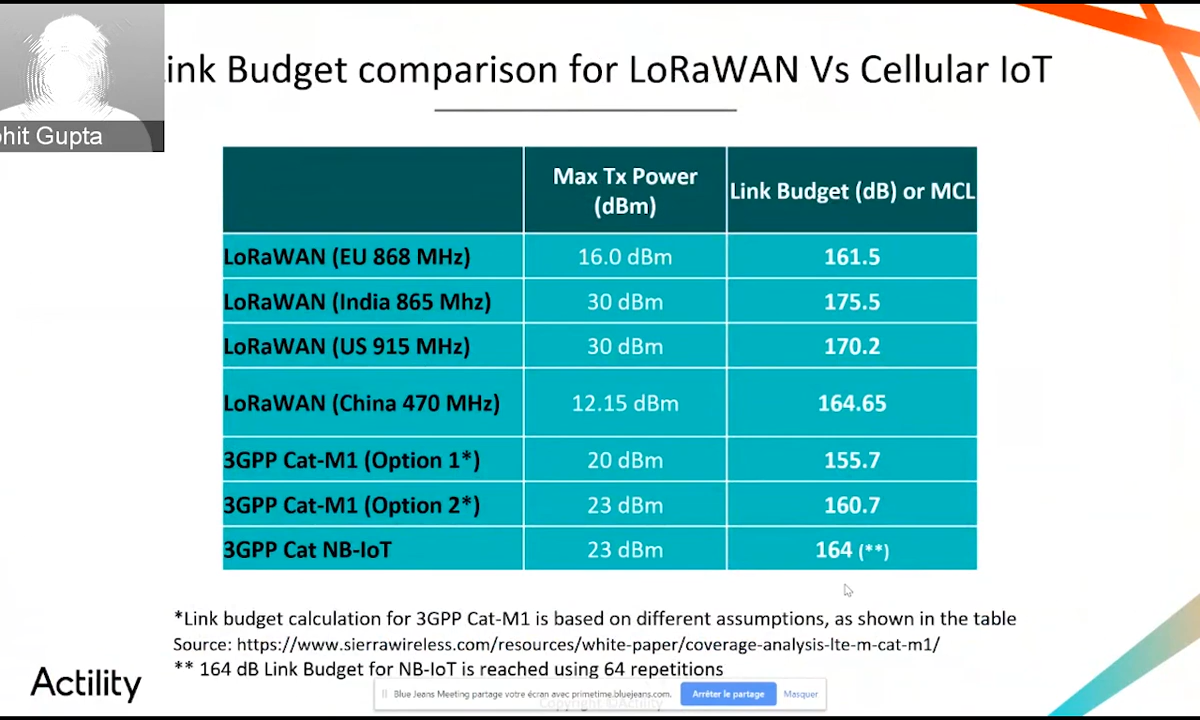 ink Budget comparison for LoRaWAN Vs Cellular IoT
hit Gupta
Max Tx Power
(dBm)
Link Budget (dB) or MCL
LoRaWAN (EU 868 MHz) 16.0 dBm 161.5
LoRaWAN (India 865 Mhz) 30 dBm 175.5
LoRaWAN (US 915 MHz) 30 dBm 170.2
LoRaWAN (China 470 MHz) 12.15 dBm 164.65
3GPP Cat-M1 (Option 1*) 20 dBm 155.7
3GPP Cat-M1 (Option 2*) 23 dBm 160.7
3GPP Cat NB-IoT 23 dBm 164 (**)
*Link budget calculation for 3GPP Cat-M1 is based on different assumptions, as shown in the table
Source: https://www.sierrawireless.com/resources/white-paper/coverage-analysis-lte-m-cat-m1/
** 164 dB Link Budget for NB-IoT is reached using 64 repetitions
Actility
Blue Jeans Meeting partage votre écran avec primetime.bluejeans.com. Arrêter le partage Masquer
Copyright ©Actility